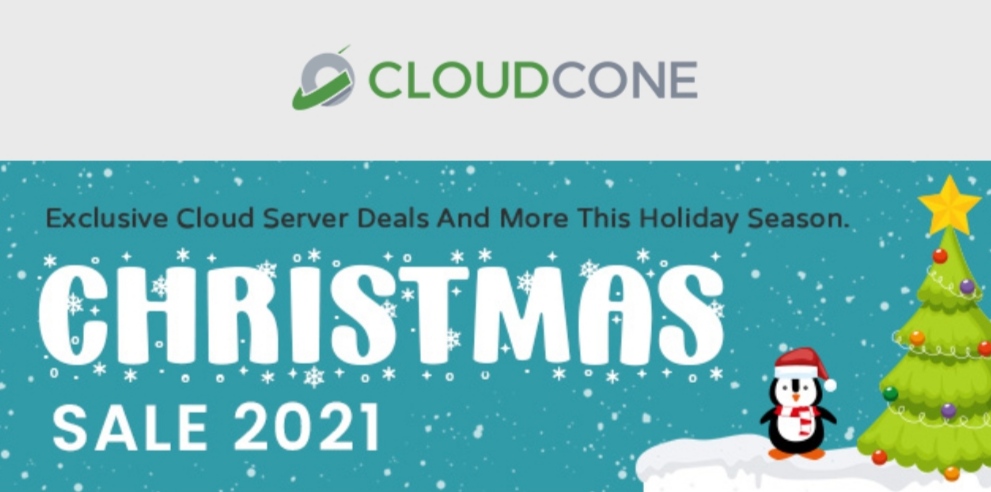 CLOUDCONE
Exclusive Cloud Server Deals And More This Holiday Season.
CHRISTMAS
SALE 2021